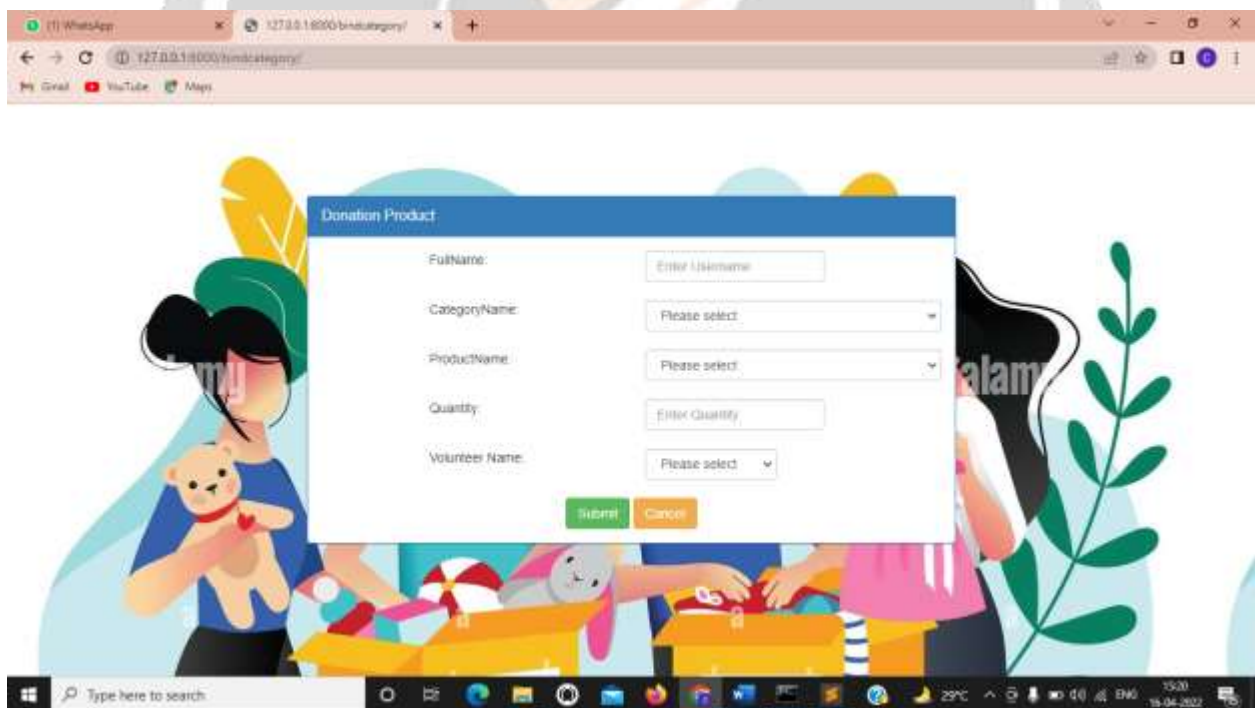 (1) WhatsApp
127.0.0.1:8000/bindcategory/
127.0.0.1:8000/bindcategory/
Gmail YouTube Maps
Donation Product
FullName:
Enter Username
CategoryName:
Please select
ProductName
Please select
Quantity:
Enter Quantity
Volunteer Name:
Please select
Submit Cancel
alamy
a
a
a
Type here to search
29°C ENG 15:20
16-04-2022